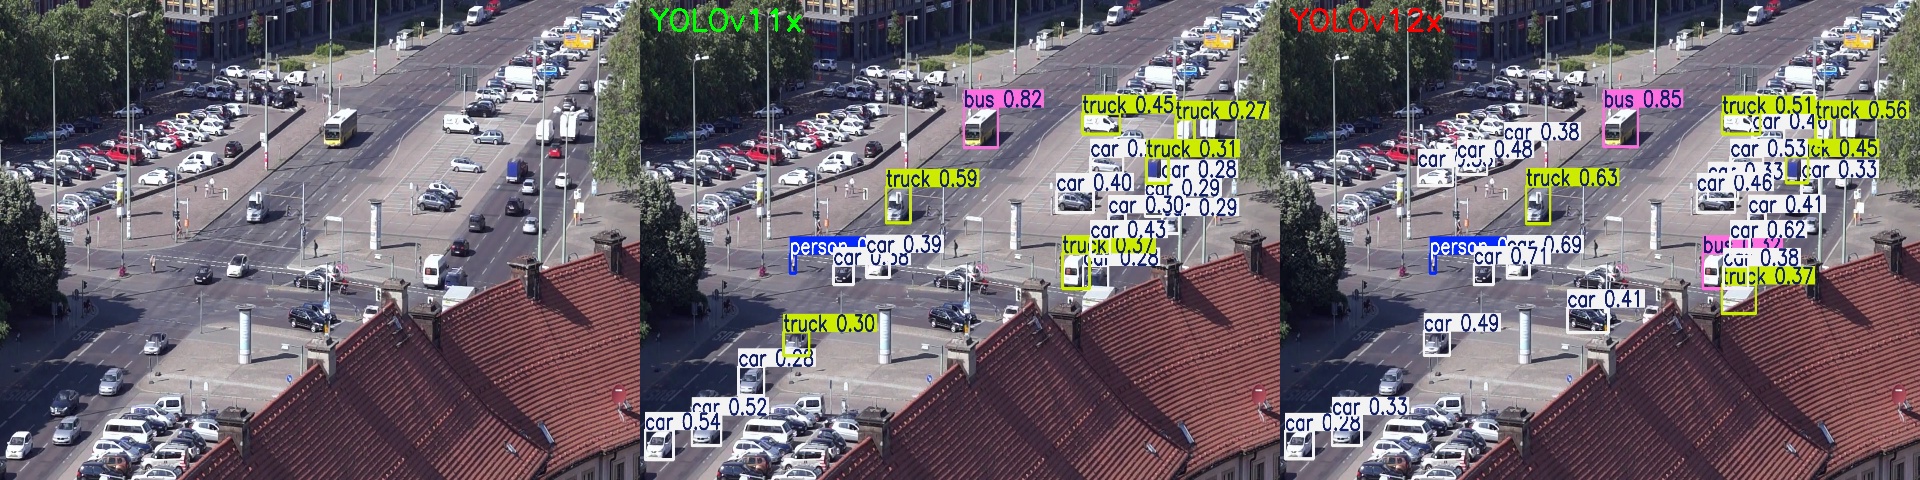 YOLOv11x
YOLOv12x
bus 0.82
truck 0.45
truck 0.27
truck 0.31
car 0.28
car 0.40
0.29
0.29
car 0.30
truck 0.59
car 0.43
person
car 0.39
truck 0.37
car 0.28
truck 0.30
car 0.28
car 0.52
car 0.54
bus 0.85
truck 0.51
truck 0.56
car 0.38
car 0.48
car
car 0.53
0.45
car 0.33
truck 0.63
car 0.46
car 0.41
car 0.62
person
0.69
car 0.71
bus 0.32
car 0.38
truck 0.37
car 0.41
car 0.49
car 0.33
car 0.28